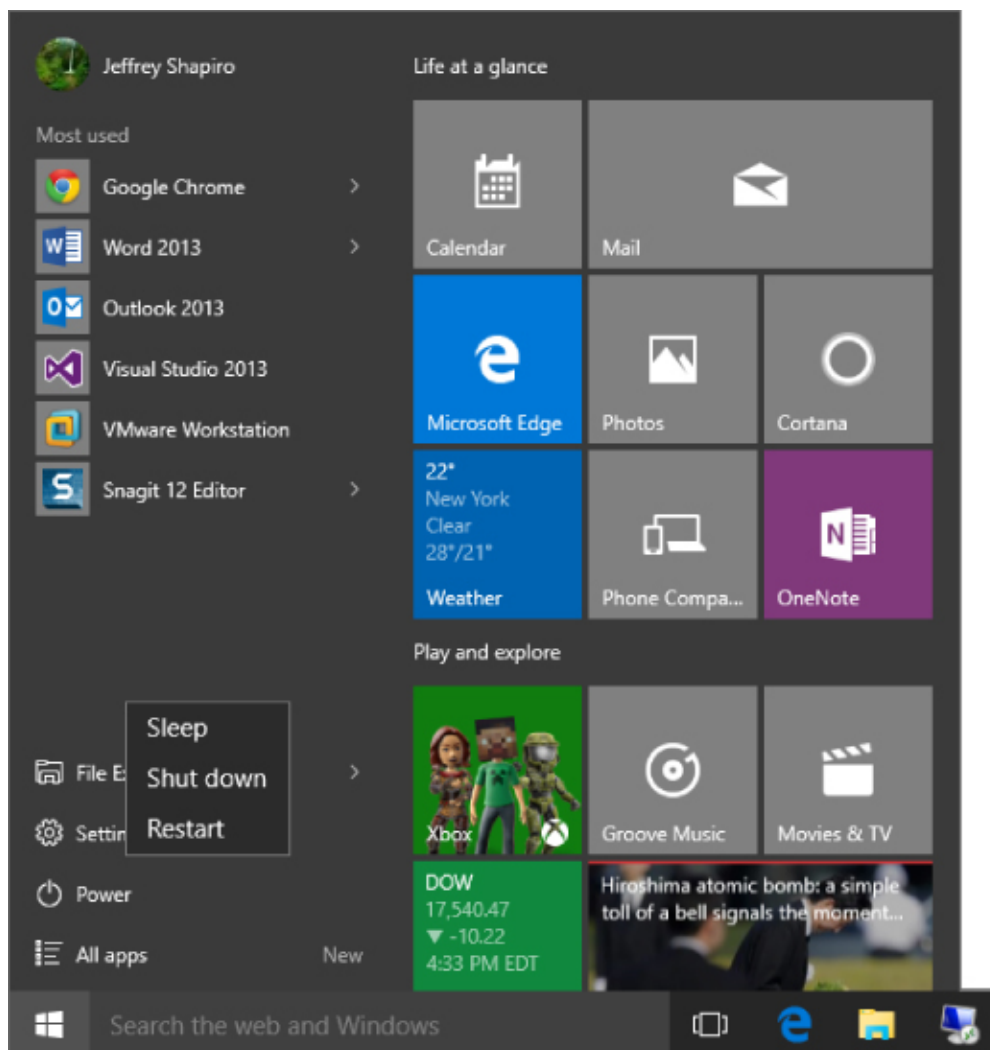 Jeffrey Shapiro
Most used
Google Chrome
Word 2013
Outlook 2013
Visual Studio 2013
VMware Workstation
Snagit 12 Editor
Sleep
Shut down
Restart
File E
Settin
Power
All apps New
Life at a glance
Calendar
Mail
Microsoft Edge
Photos
Cortana
22°
New York
Clear
28°/21°
Weather
Phone Compa...
OneNote
Play and explore
Xbox
Groove Music
Movies & TV
DOW
17,540.47
▼ -10.22
4:33 PM EDT
Hiroshima atomic bomb: a simple
toll of a bell signals the moment...
Search the web and Windows